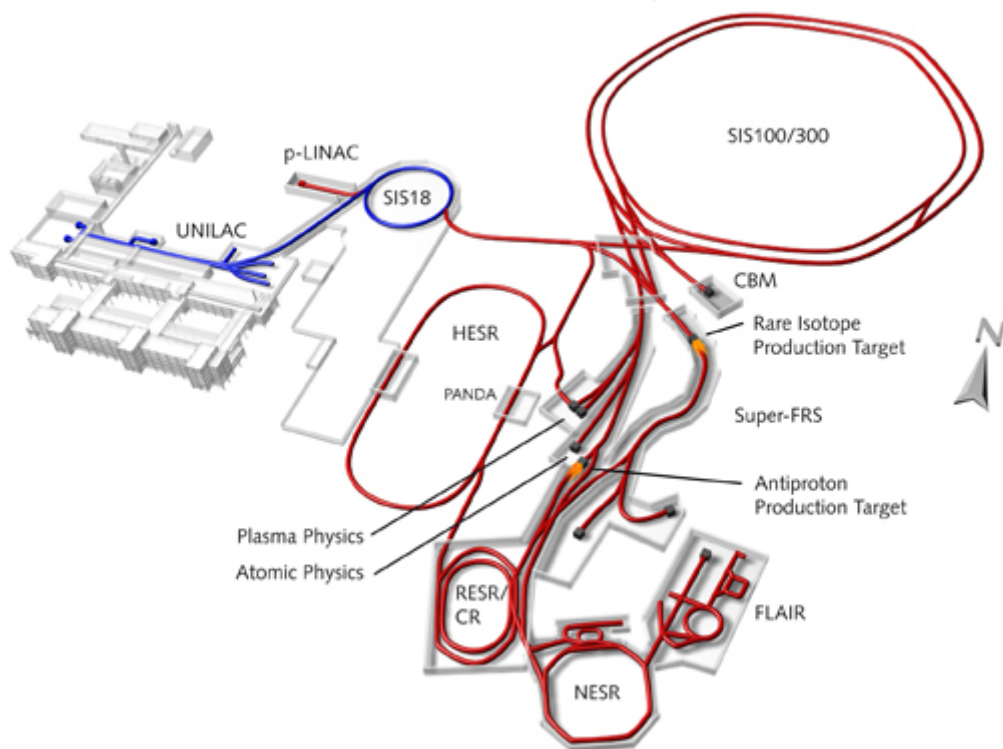 SIS100/300
p-LINAC
SIS18
UNILAC
CBM
HESR
Rare Isotope
Production Target
N
PANDA
Super-FRS
Antiproton
Production Target
Plasma Physics
Atomic Physics
RESR/
CR
FLAIR
NESR